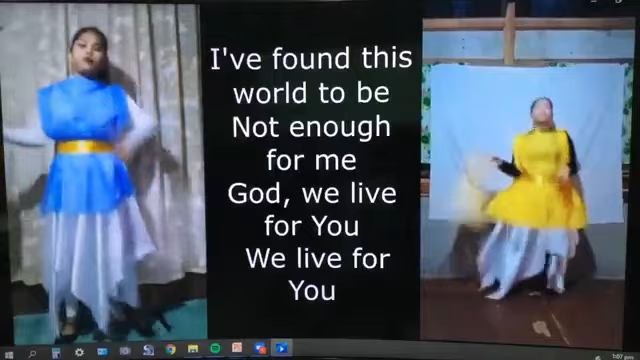 I've found this
world to be
Not enough
for me
God, we live
for You
We live for
You